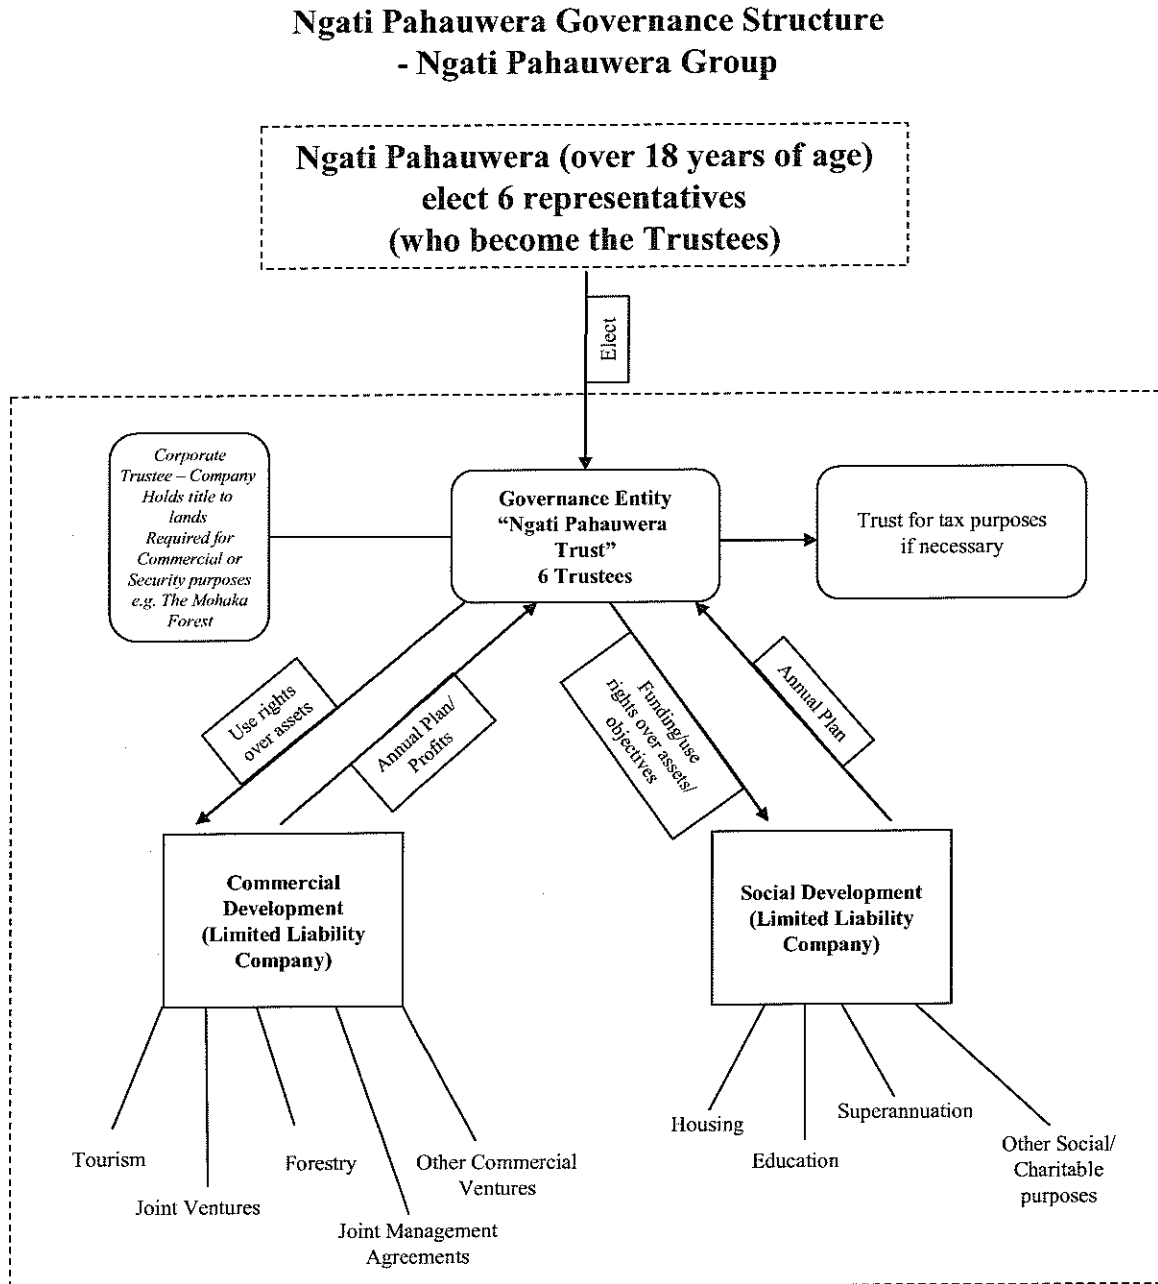 Ngati Pahauwera Governance Structure
- Ngati Pahauwera Group
Ngati Pahauwera (over 18 years of age)
elect 6 representatives
(who become the Trustees)
Elect
Corporate
Trustee – Company
Holds title to
lands
Required for
Commercial or
Security purposes
e.g. The Mohaka
Forest
Governance Entity
“Ngati Pahauwera
Trust”
6 Trustees
Trust for tax purposes
if necessary
Use rights
over assets
Annual Plan/
Profits
Funding/use
rights over assets/
objectives
Annual Plan
Commercial
Development
(Limited Liability
Company)
Social Development
(Limited Liability
Company)
Tourism
Joint Ventures
Forestry
Joint Management
Agreements
Other Commercial
Ventures
Housing
Education
Superannuation
Other Social/
Charitable
purposes